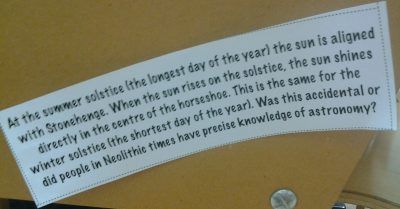 At the summer solstice (the longest day of the year) the sun is aligned
with Stonehenge. When the sun rises on the solstice, the sun shines
directly in the centre of the horseshoe. This is the same for the
winter solstice (the shortest day of the year). Was this accidental or
did people in Neolithic times have precise knowledge of astronomy?